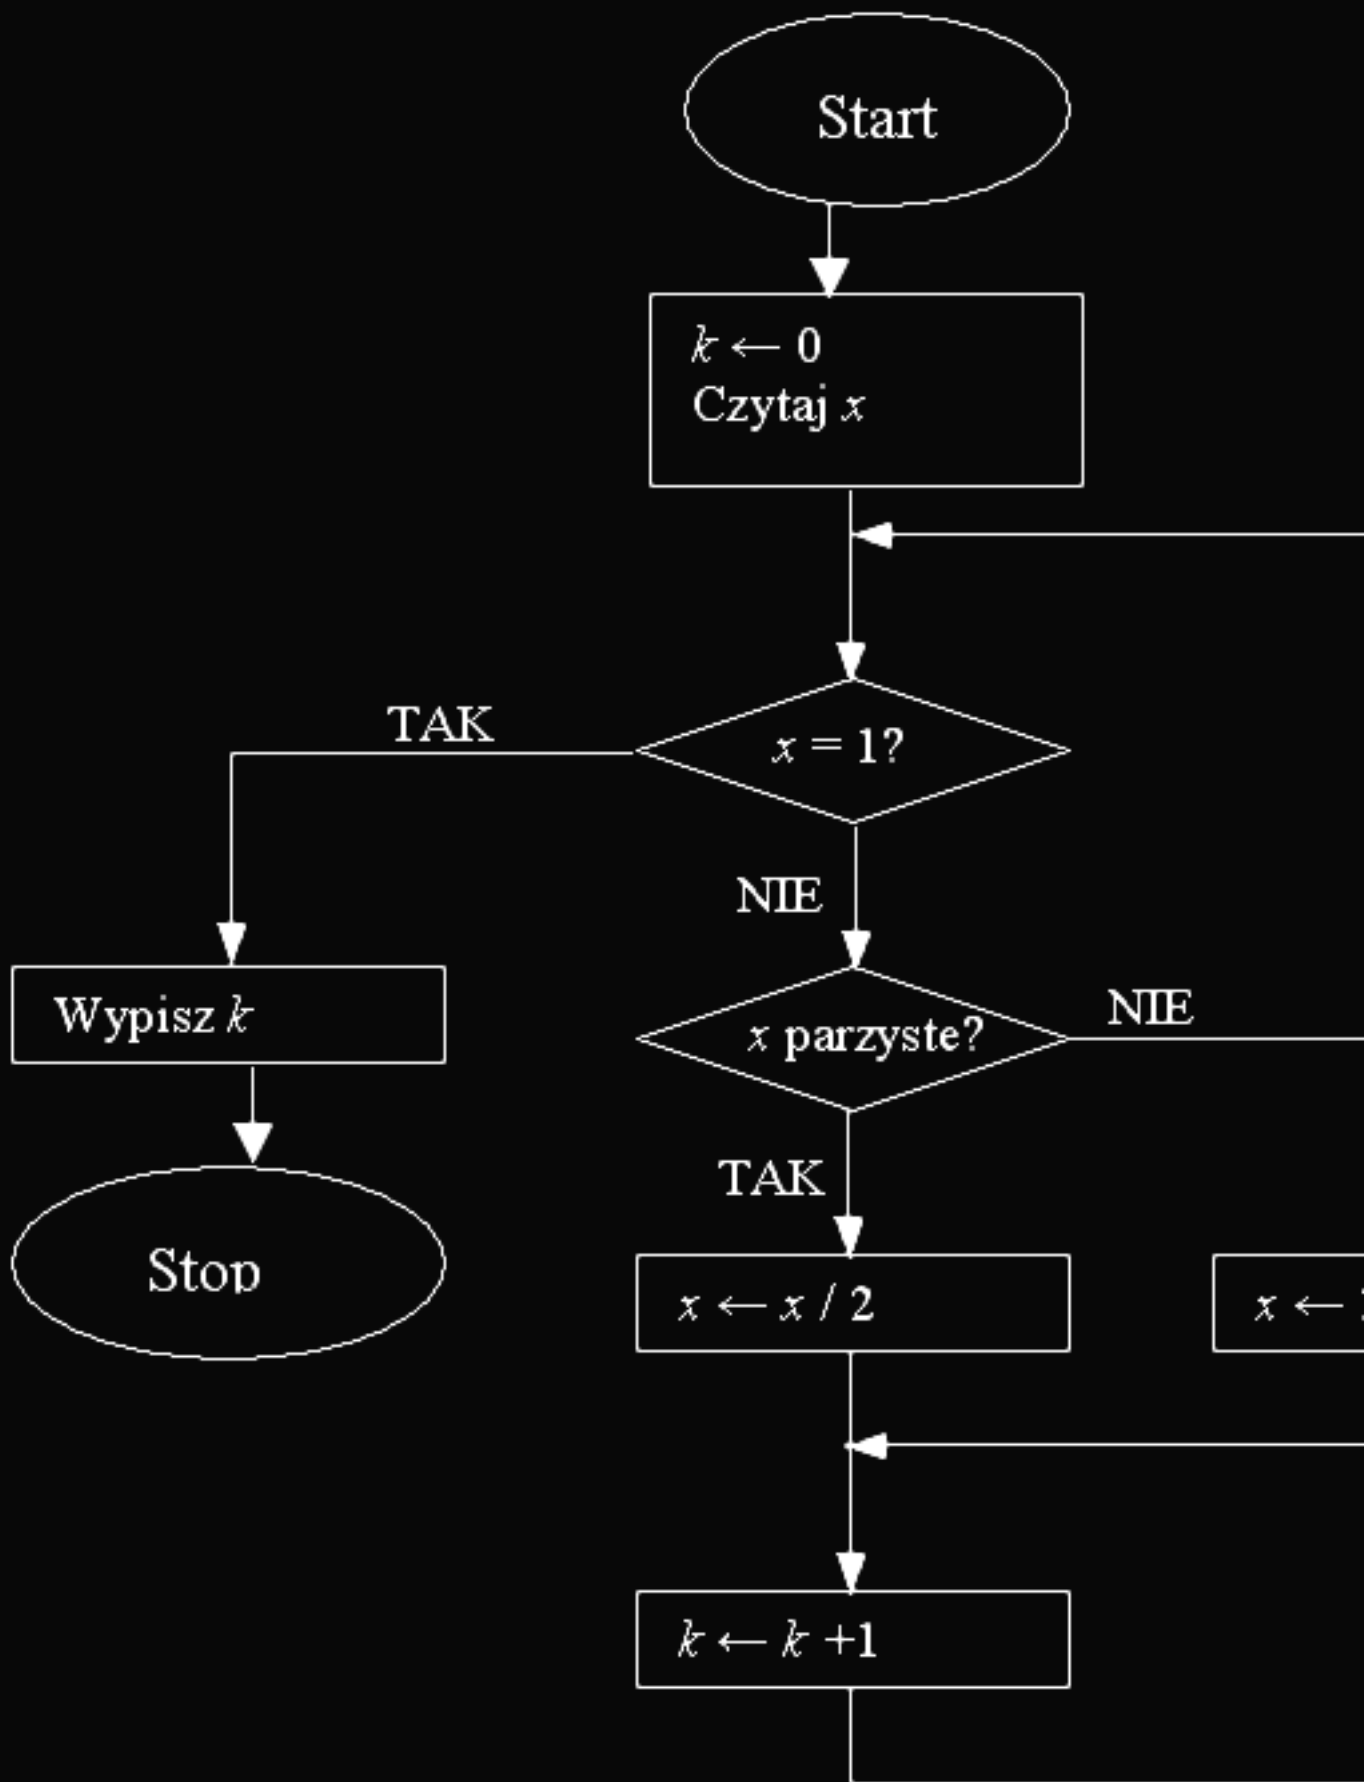 Start
k ← 0
Czytaj x
TAK
x = 1?
NIE
Wypisz k
x parzyste?
NIE
TAK
Stop
x ← x / 2
x ←
k ← k +1